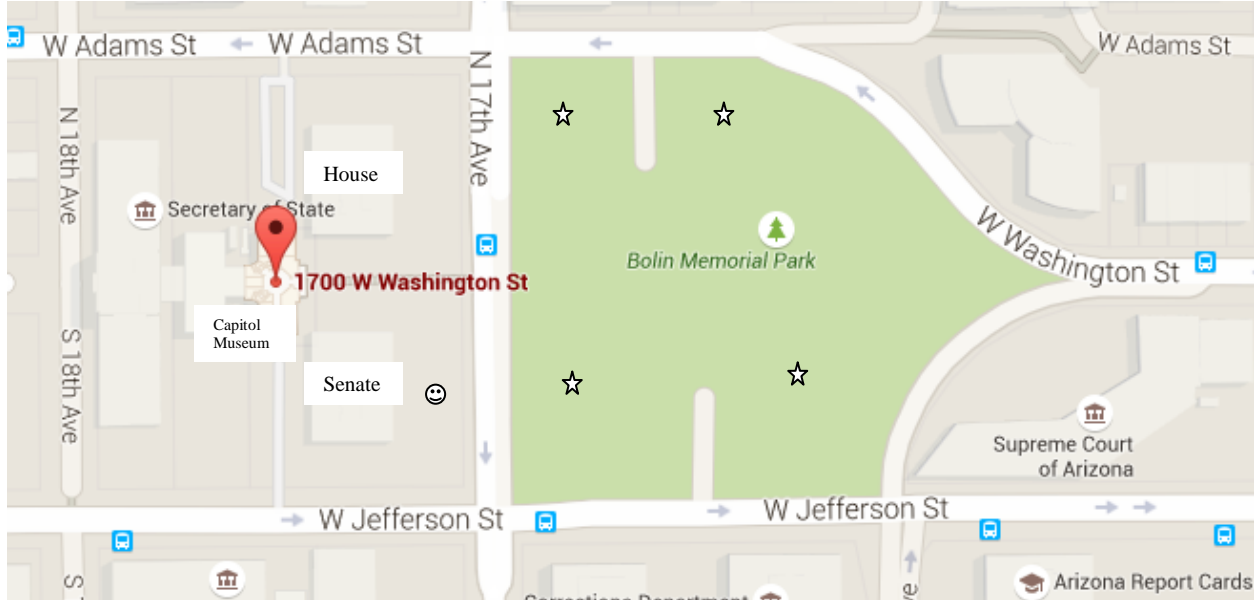 W Adams St
W Adams St
W Adams St
N 17th Ave
N 18th Ave
House
Secretary of State
W Washington St
Bolin Memorial Park
1700 W Washington St
Capitol
Museum
S 18th Ave
Senate
Supreme Court
of Arizona
W Jefferson St
W Jefferson St
Arizona Report Cards
Corrections Department